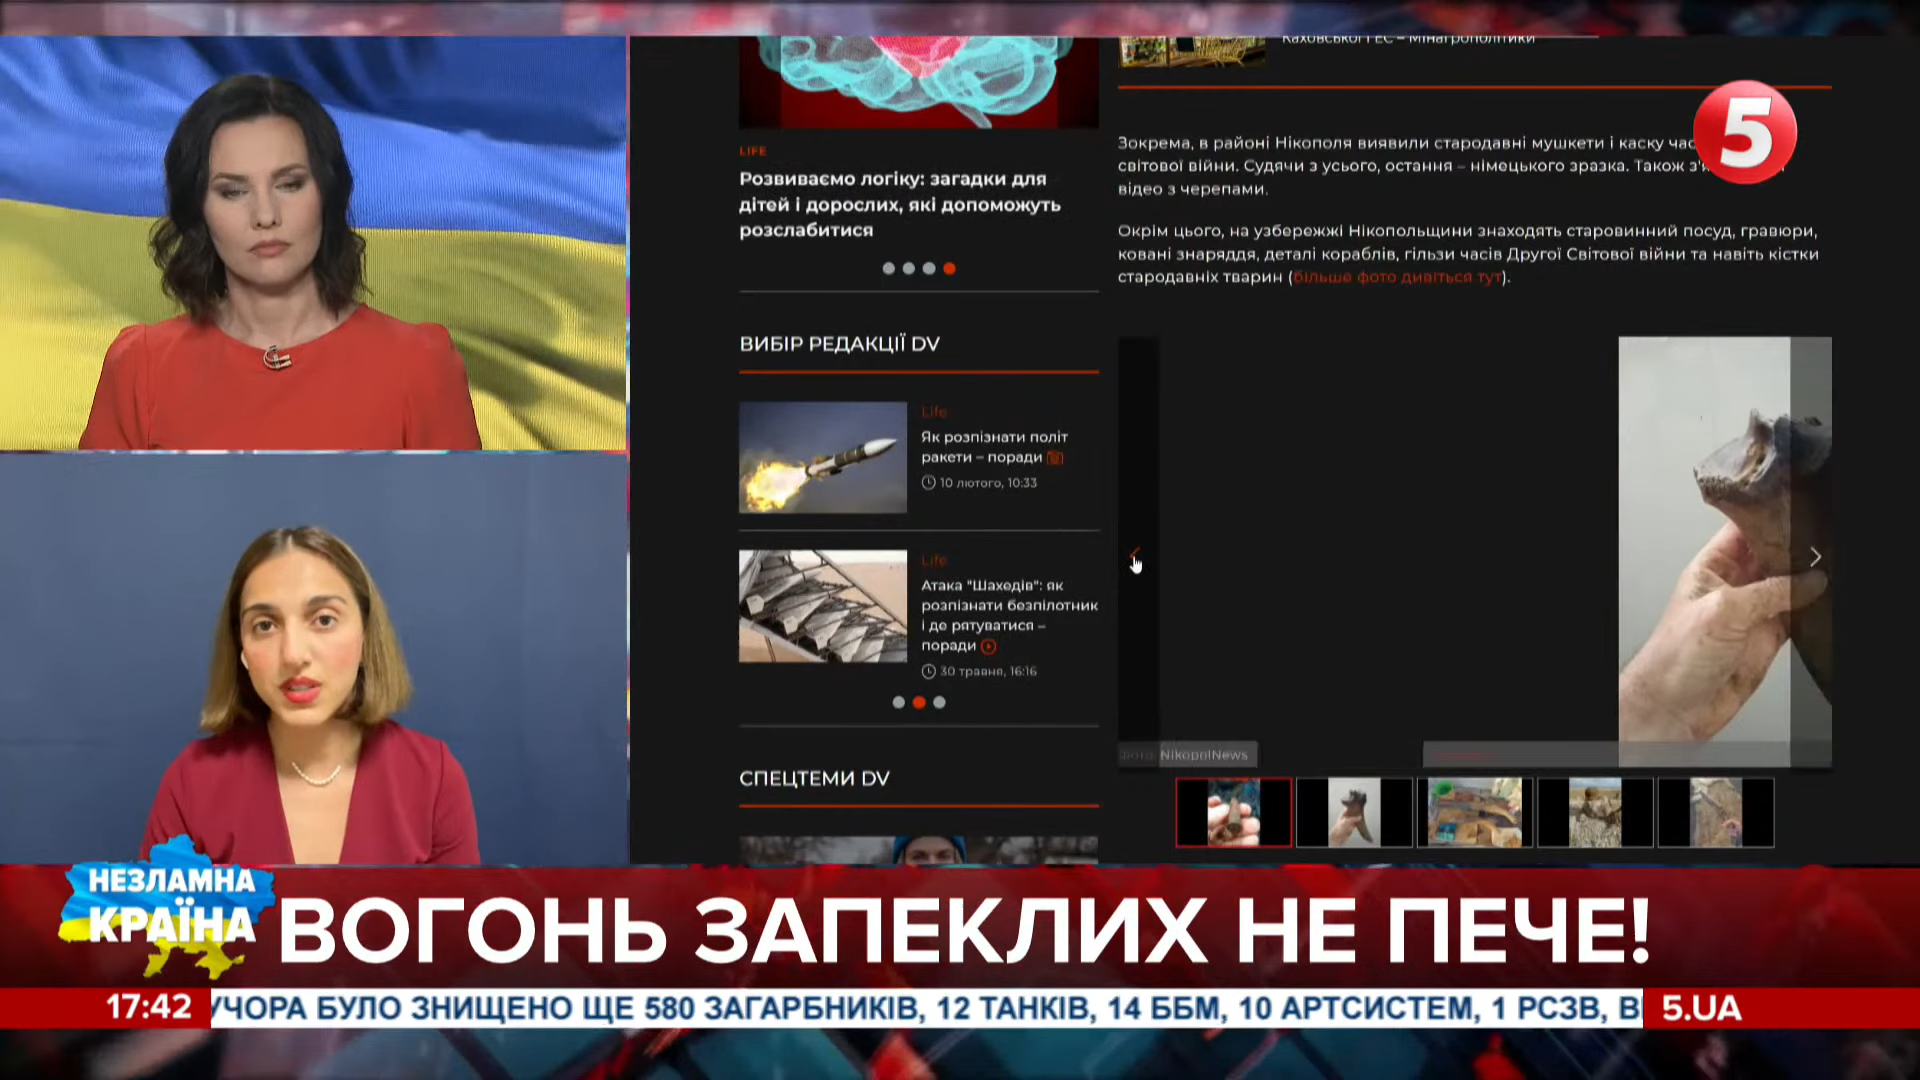 Каховської ГЕС – Мінагрополітики
5
LIFE
Розвиваємо логіку: загадки для
дітей і дорослих, які допоможуть
розслабитися
Зокрема, в районі Нікополя виявили стародавні мушкети і каску
світової війни. Судячи з усього, остання – німецького зразка. Також
відео з черепами.
Окрім цього, на узбережжі Нікопольщини знаходять старовинний посуд, гравюри,
ковані знаряддя, деталі кораблів, гільзи часів Другої Світової війни та навіть кістки
стародавніх тварин (більше фото дивіться тут).
ВИБІР РЕДАКЦІЇ DV
Life
Як розпізнати політ
ракети – поради
10 лютого, 10:33
Life
Атака "Шахедів": як
розпізнати безпілотник
і де рятуватися –
поради
30 травня, 16:16
СПЕЦТЕМИ DV
Фото: NikopolNews
НЕЗЛАМНА
КРАЇНА
ВОГОНЬ ЗАПЕКЛИХ НЕ ПЕЧЕ!
17:42
УЧОРА БУЛО ЗНИЩЕНО ЩЕ 580 ЗАГАРБНИКІВ, 12 ТАНКІВ, 14 ББМ, 10 АРТСИСТЕМ, 1 РСЗВ,
5.UA